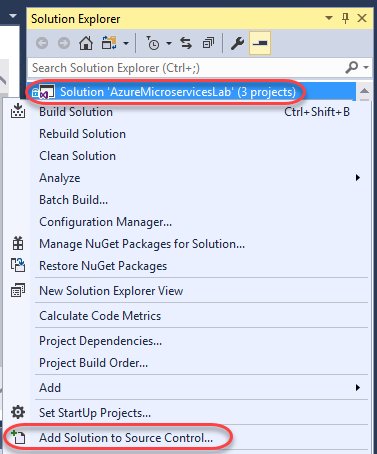 Solution Explorer
Search Solution Explorer (Ctrl+;)
Solution 'AzureMicroservicesLab' (3 projects)
Build Solution Ctrl+Shift+B
Rebuild Solution
Clean Solution
Analyze
Batch Build...
Configuration Manager...
Manage NuGet Packages for Solution...
Restore NuGet Packages
New Solution Explorer View
Calculate Code Metrics
Project Dependencies...
Project Build Order...
Add
Set StartUp Projects...
Add Solution to Source Control...